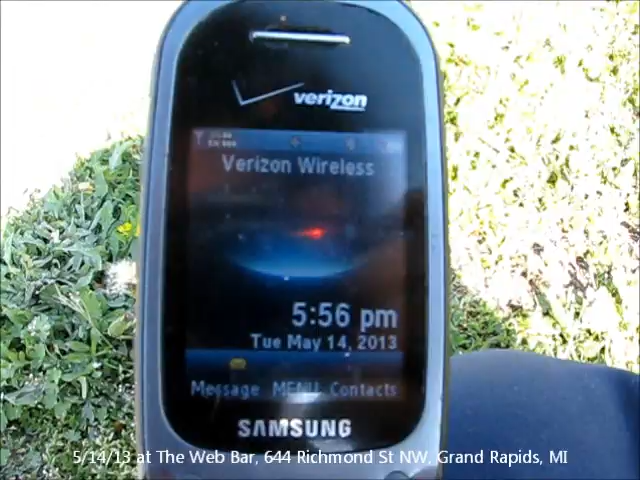 verizon
Verizon Wireless
5:56 pm
Tue May 14, 2013
Message MENU Contacts
SAMSUNG
5/14/13 at The Web Bar, 644 Richmond St NW, Grand Rapids, MI